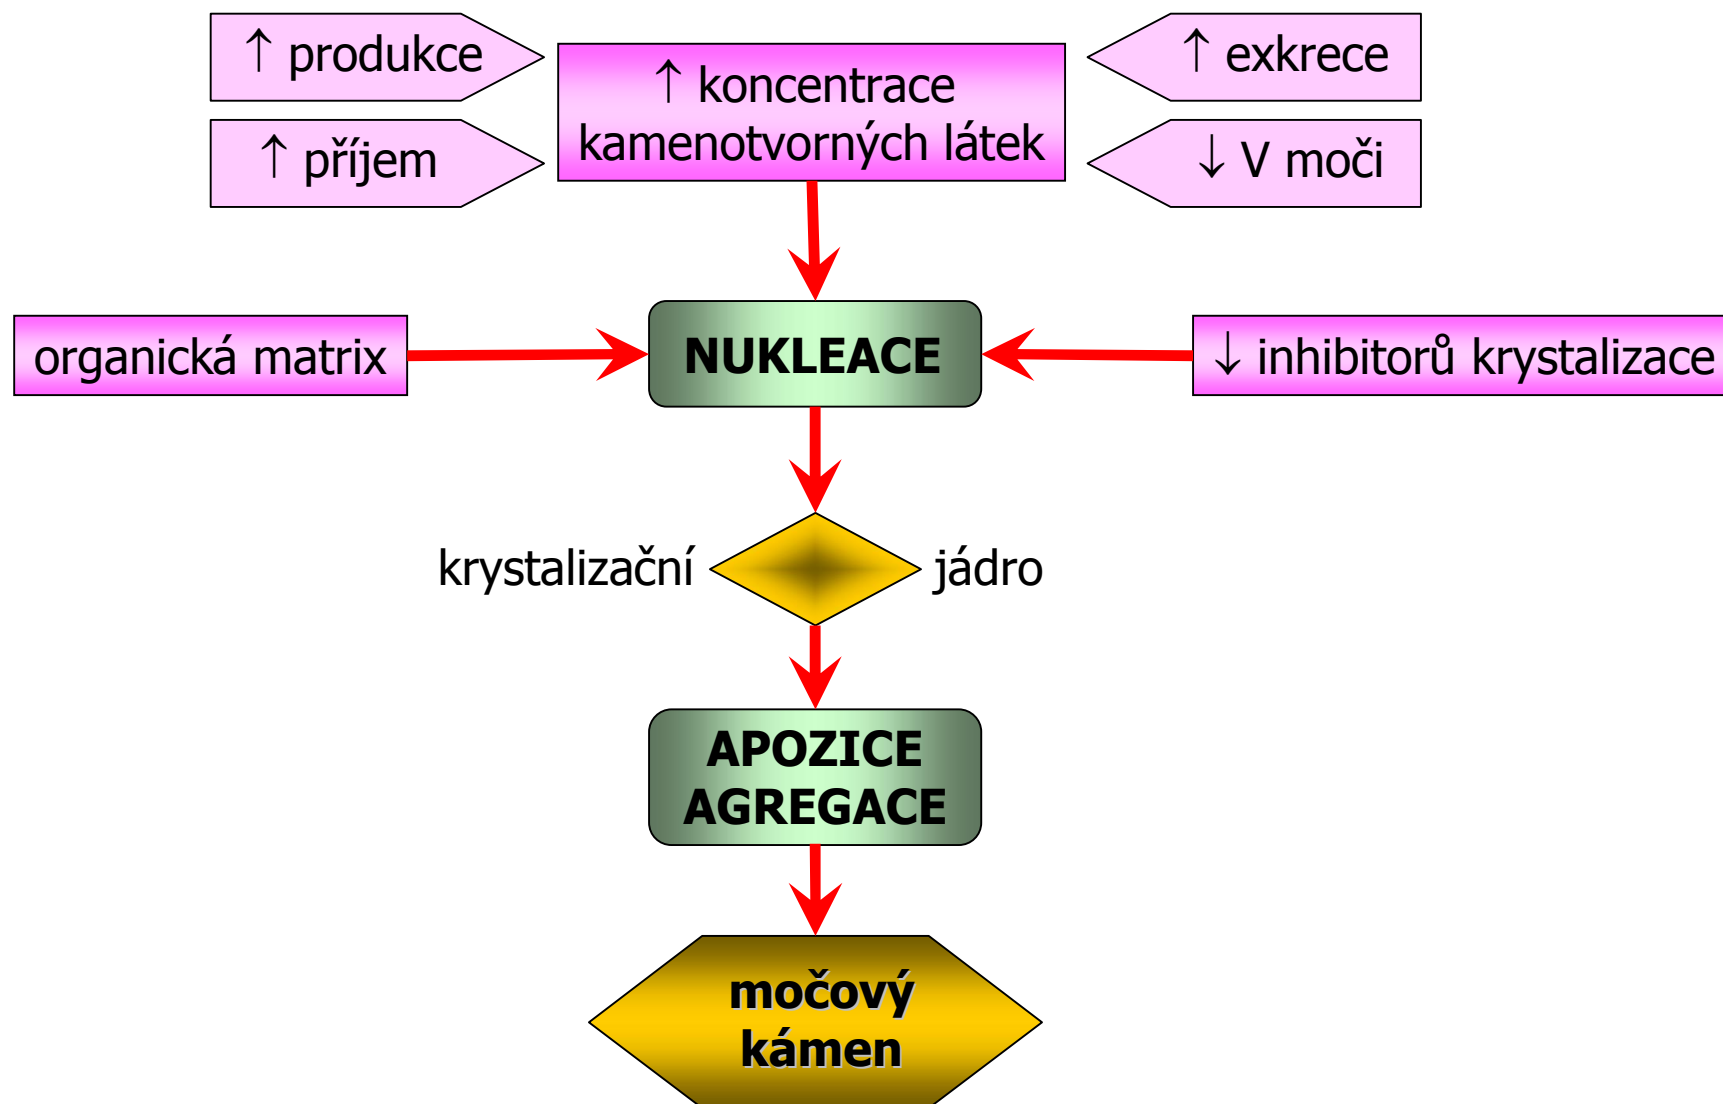 ↑ produkce
↑ koncentrace
kamenotvorných látek
↑ exkrece
↑ příjem
↓ V moči
organická matrix
NUKLEACE
↓ inhibitorů krystalizace
krystalizační
jádro
APOZICE
AGREGACE
močový
kámen